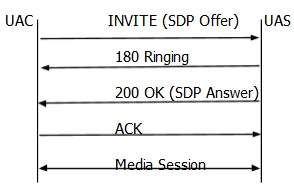 UAC INVITE (SDP Offer) UAS
180 Ringing
200 OK (SDP Answer)
ACK
Media Session